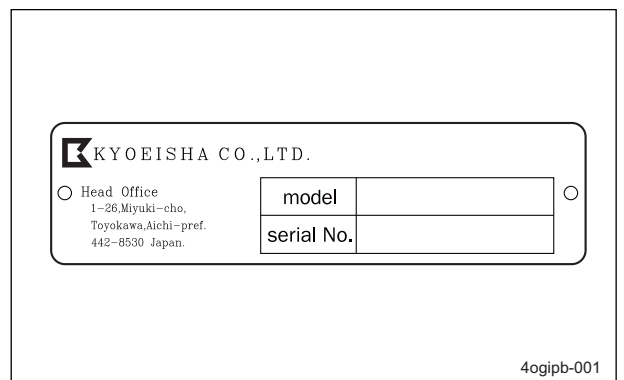 KYOEISHA CO.,LTD.
Head Office
1-26,Miyuki-cho,
Toyokawa,Aichi-pref.
442-8530 Japan.
model
serial No.
4ogipb-001